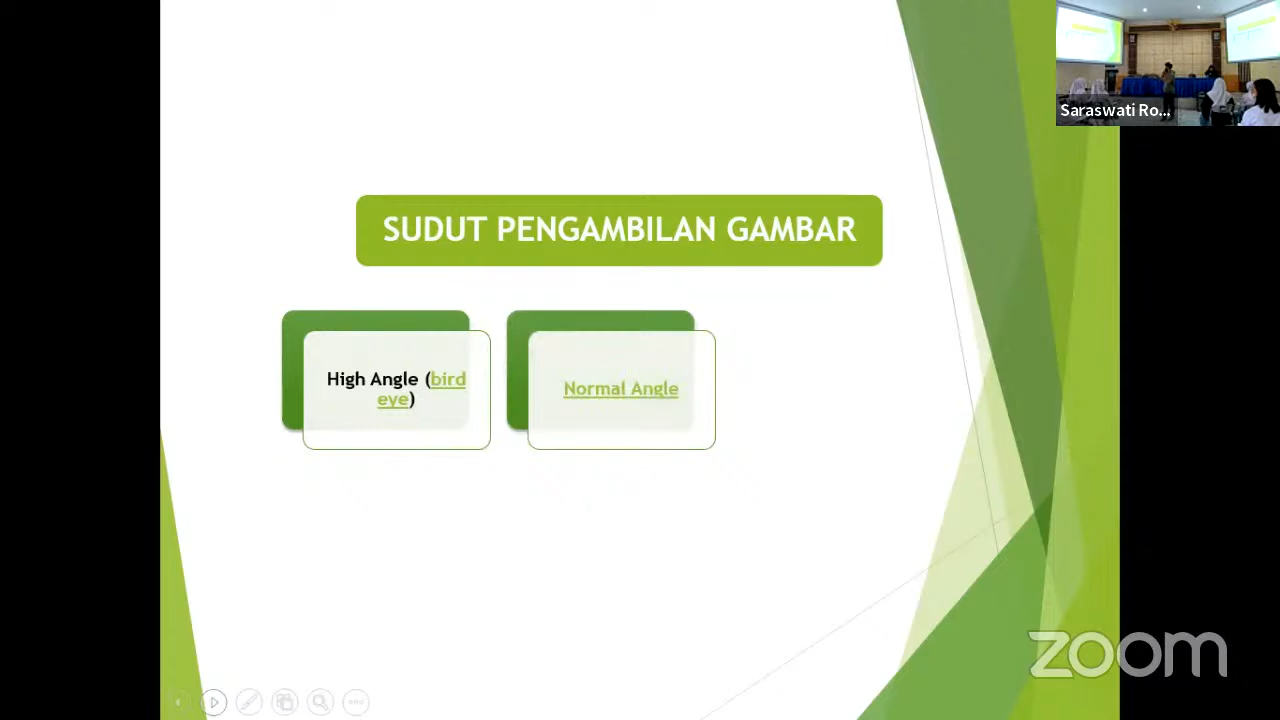 Saraswati Ro...
SUDUT PENGAMBILAN GAMBAR
High Angle (bird
eye)
Normal Angle
zoom